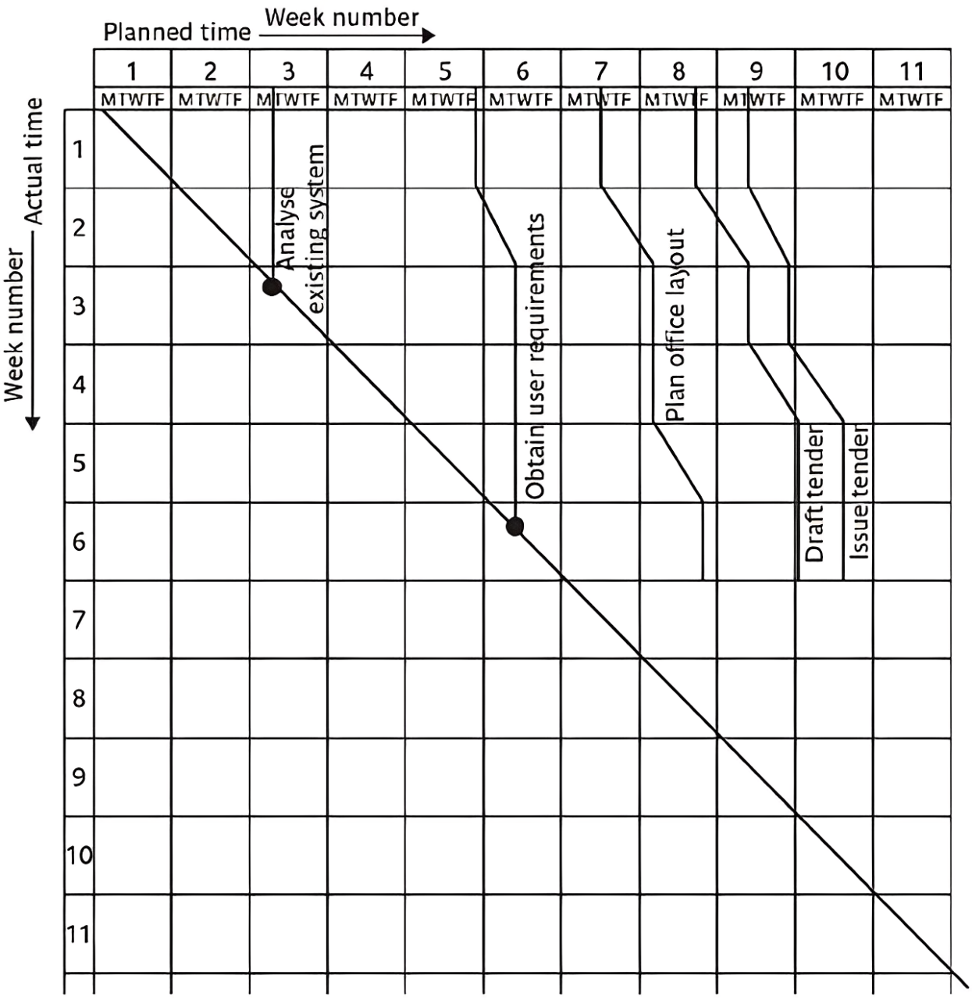 Week number
Planned time
1 2 3 4 5 6 7 8 9 10 11
MTWTF MTWTF MTWTF MTWTF MTWTF MTWTF MTWTF MTWTF MTWTF MTWTF MTWTF
Actual time
Week number
1
2
3
4
5
6
7
8
9
10
11
Analyse
existing system
Obtain user requirements
Plan office layout
Draft tender
Issue tender